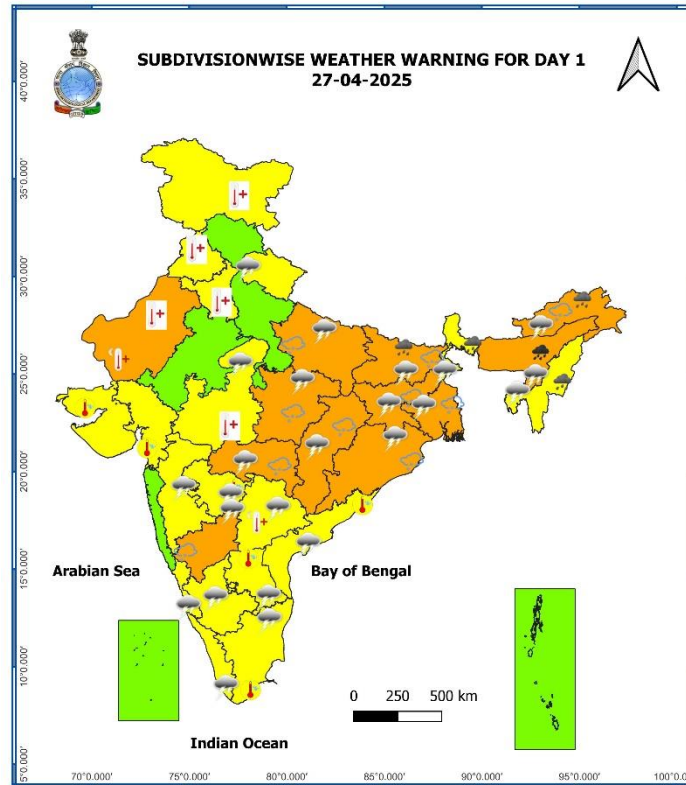 SUBDIVISIONWISE WEATHER WARNING FOR DAY 1
27-04-2025
40°0.000'
35°0.000'
30°0.000'
25°0.000'
20°0.000'
15°0.000'
10°0.000'
5°0.000'
Arabian Sea
Bay of Bengal
Indian Ocean
0 250 500 km
70°0.000' 75°0.000' 80°0.000' 85°0.000' 90°0.000' 95°0.000' 100°0.0